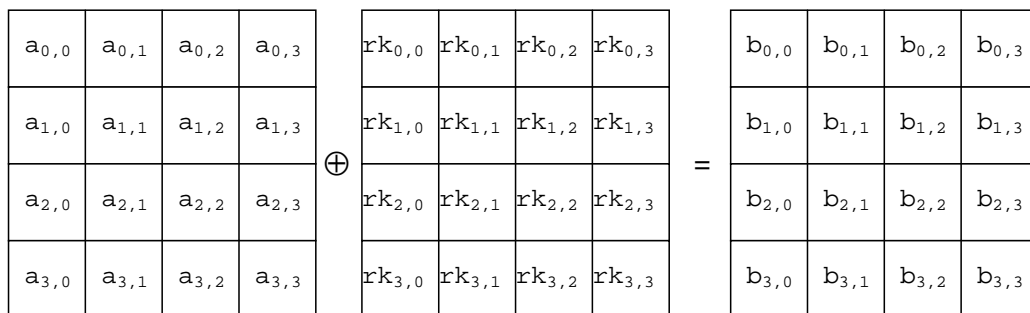 a0,0 a0,1 a0,2 a0,3 rk0,0 rk0,1 rk0,2 rk0,3 b0,0 b0,1 b0,2 b0,3
a1,0 a1,1 a1,2 a1,3 rk1,0 rk1,1 rk1,2 rk1,3 b1,0 b1,1 b1,2 b1,3
⊕ =
a2,0 a2,1 a2,2 a2,3 rk2,0 rk2,1 rk2,2 rk2,3 b2,0 b2,1 b2,2 b2,3
a3,0 a3,1 a3,2 a3,3 rk3,0 rk3,1 rk3,2 rk3,3 b3,0 b3,1 b3,2 b3,3